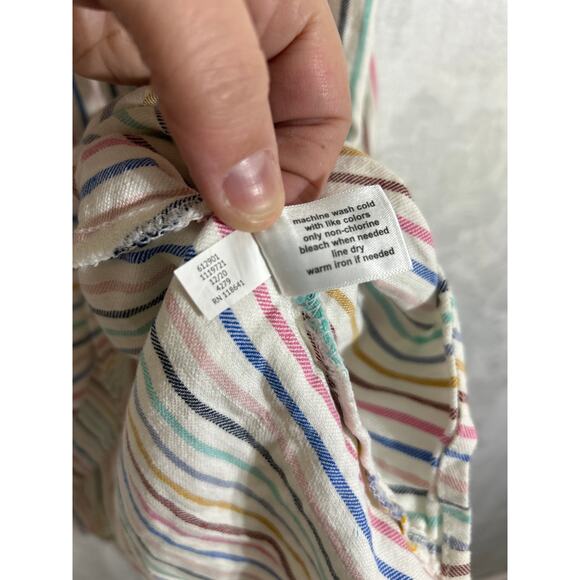 612901
1119721
12/20
4279
RN 118641
machine wash cold
with like colors
only non-chlorine
bleach when needed
line dry
warm iron if needed